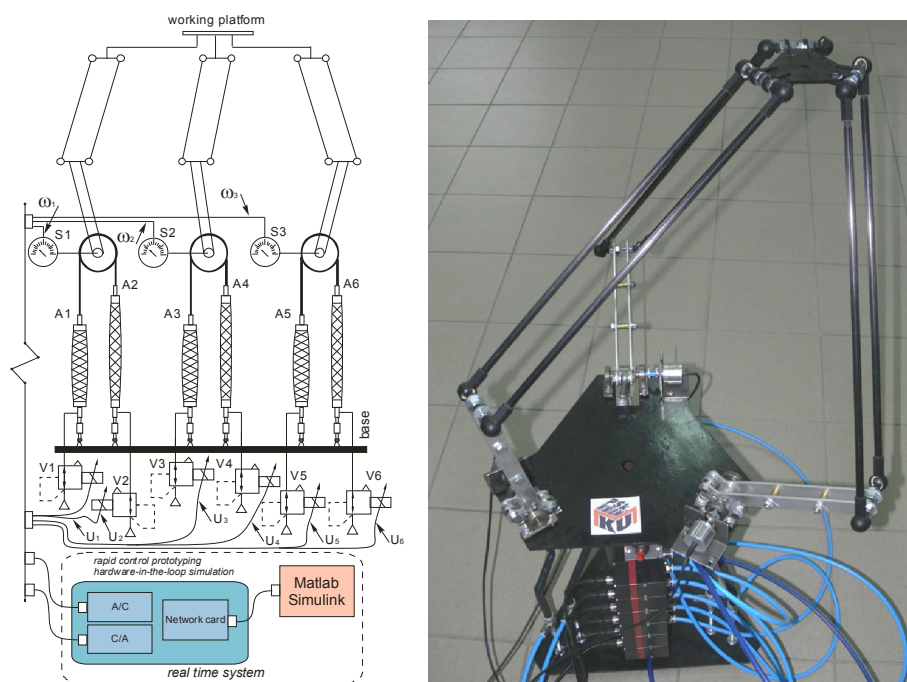 working platform
ω1
ω2
ω3
S1
S2
S3
A1
A2
A3
A4
A5
A6
base
V1
V2
V3
V4
V5
V6
U1
U2
U3
U4
U5
U6
rapid control prototyping
hardware-in-the-loop simulation
A/C
C/A
Network card
Matlab
Simulink
real time system
KU